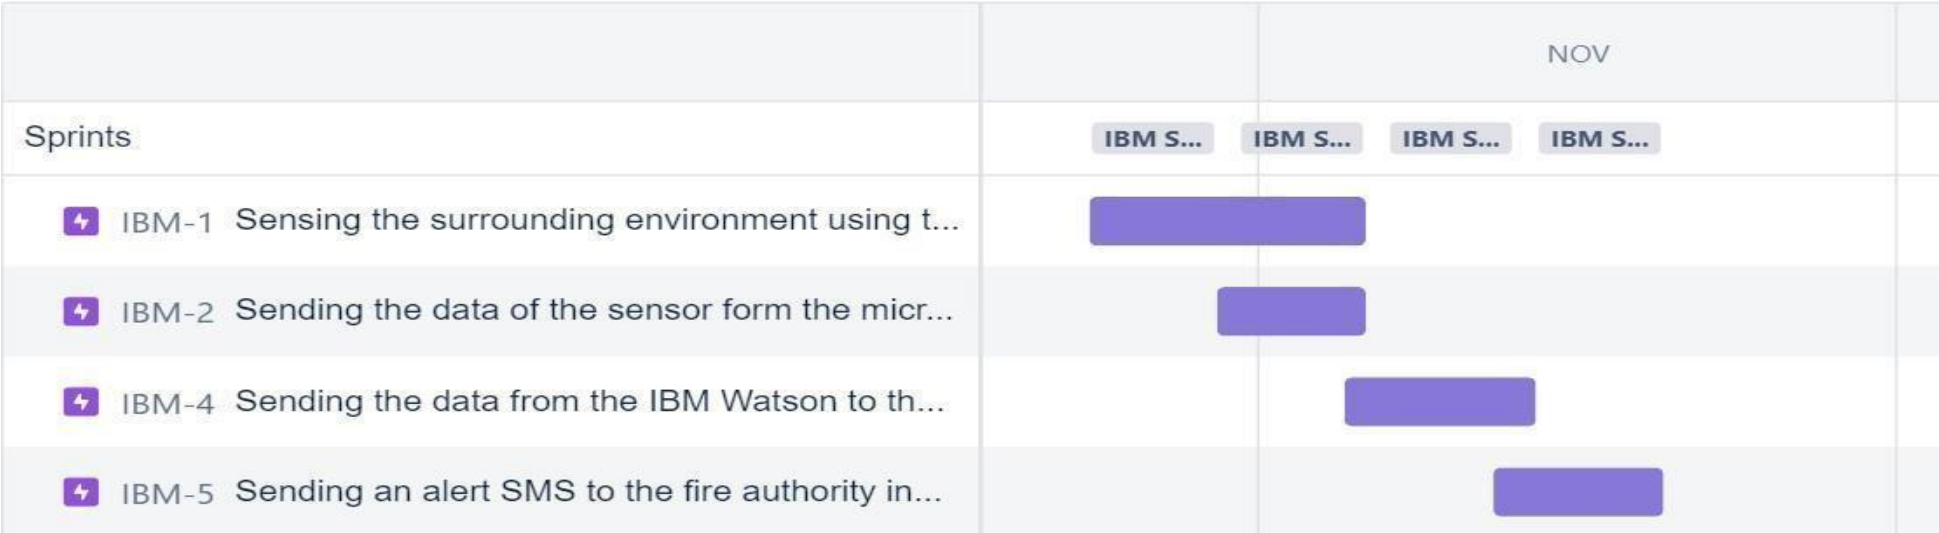 NOV
Sprints IBM S... IBM S... IBM S... IBM S...
IBM-1 Sensing the surrounding environment using t...
IBM-2 Sending the data of the sensor form the micr...
IBM-4 Sending the data from the IBM Watson to th...
IBM-5 Sending an alert SMS to the fire authority in...